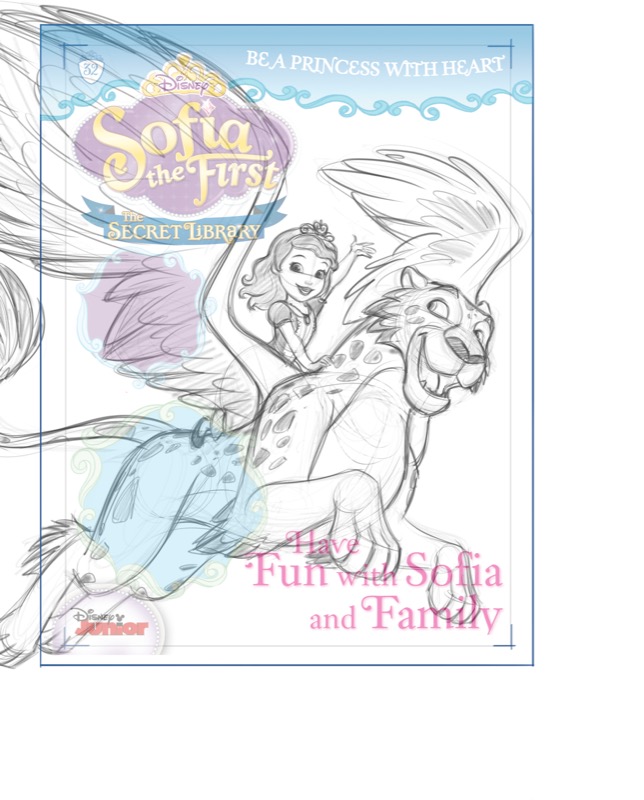 32
BE A PRINCESS WITH HEART
Disney
Sofia
the First
The
SECRET LIBRARY
Have
Fun with Sofia
and Family
Disney
Junior